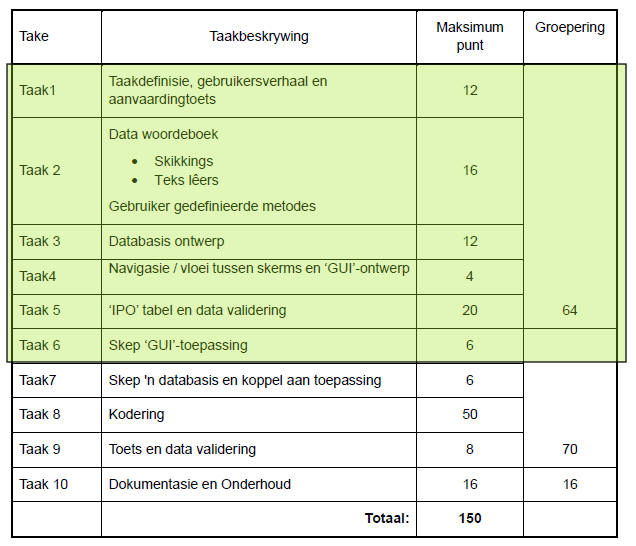 Take Taakbeskrywing Maksimum punt Groepering
Taak1 Taakdefinisie, gebruikersverhaal en aanvaardingtoets 12
Taak 2 Data woordeboek
• Skikkings
• Teks lêers
Gebruiker gedefinieerde metodes 16
Taak 3 Databasis ontwerp 12
Taak4 Navigasie / vloei tussen skerms en ‘GUI’-ontwerp 4
Taak 5 ‘IPO’ tabel en data validering 20 64
Taak 6 Skep ‘GUI’-toepassing 6
Taak7 Skep 'n databasis en koppel aan toepassing 6
Taak 8 Kodering 50
Taak 9 Toets en data validering 8 70
Taak 10 Dokumentasie en Onderhoud 16 16
Totaal: 150